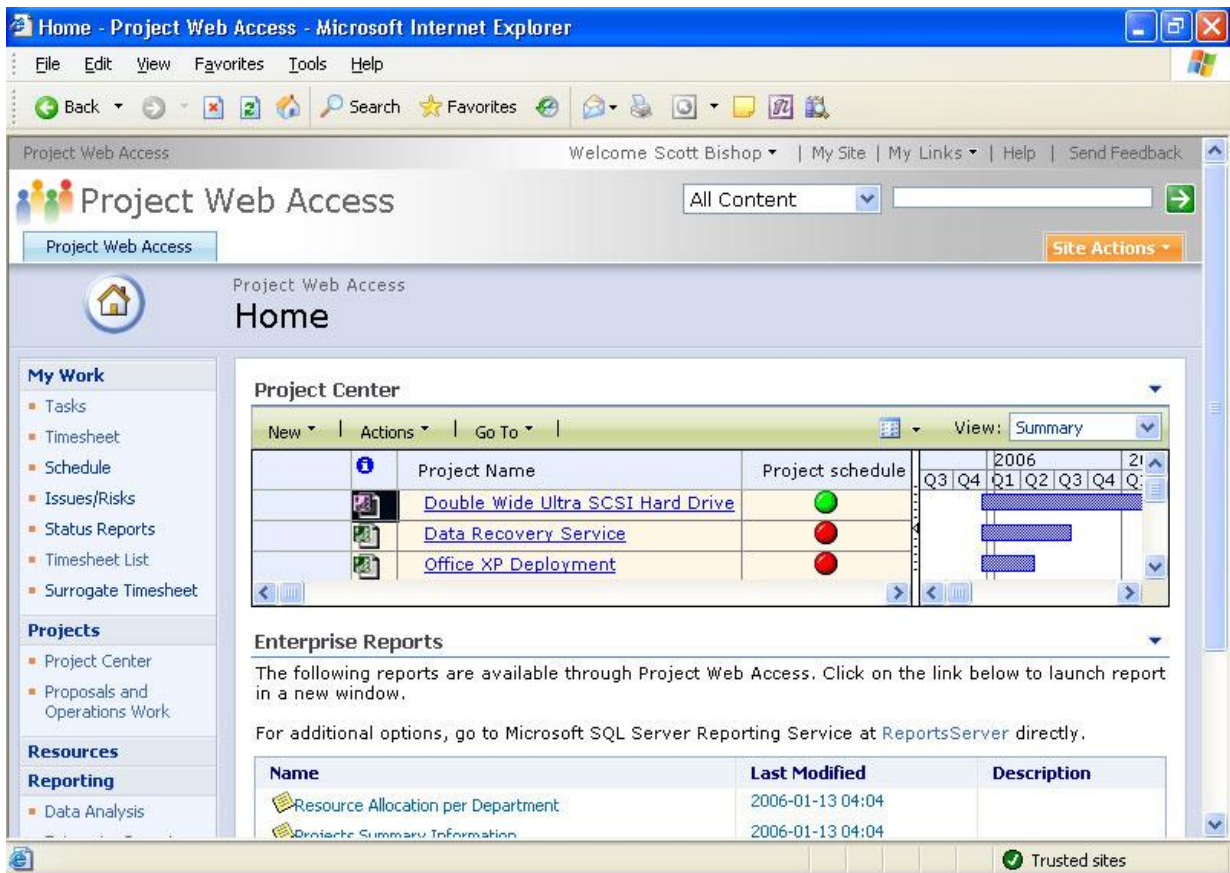 Home - Project Web Access - Microsoft Internet Explorer
File Edit View Favorites Tools Help
Back Search Favorites
Project Web Access Welcome Scott Bishop | My Site | My Links | Help | Send Feedback
Project Web Access All Content
Project Web Access Site Actions
Project Web Access
Home
My Work
Tasks
Timesheet
Schedule
Issues/Risks
Status Reports
Timesheet List
Surrogate Timesheet
Projects
Project Center
Proposals and
Operations Work
Resources
Reporting
Data Analysis
Project Center
New | Actions | Go To | View: Summary
Project Name Project schedule 2006
Q3 Q4 Q1 Q2 Q3 Q4
Double Wide Ultra SCSI Hard Drive
Data Recovery Service
Office XP Deployment
Enterprise Reports
The following reports are available through Project Web Access. Click on the link below to launch report
in a new window.
For additional options, go to Microsoft SQL Server Reporting Service at ReportsServer directly.
Name Last Modified Description
Resource Allocation per Department 2006-01-13 04:04
Projects Summary Information 2006-01-13 04:04
Trusted sites